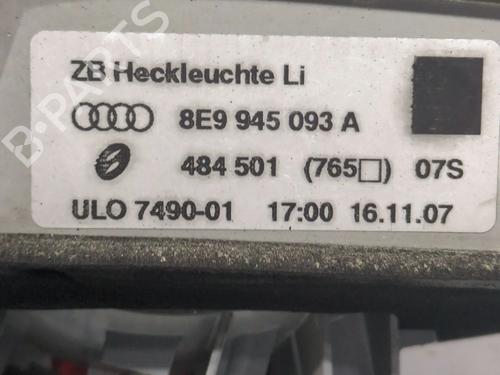 ZB Heckleuchte Li
8E9 945 093 A
484 501 (765□) 07S
ULO 7490-01 17:00 16.11.07
B-PARTS